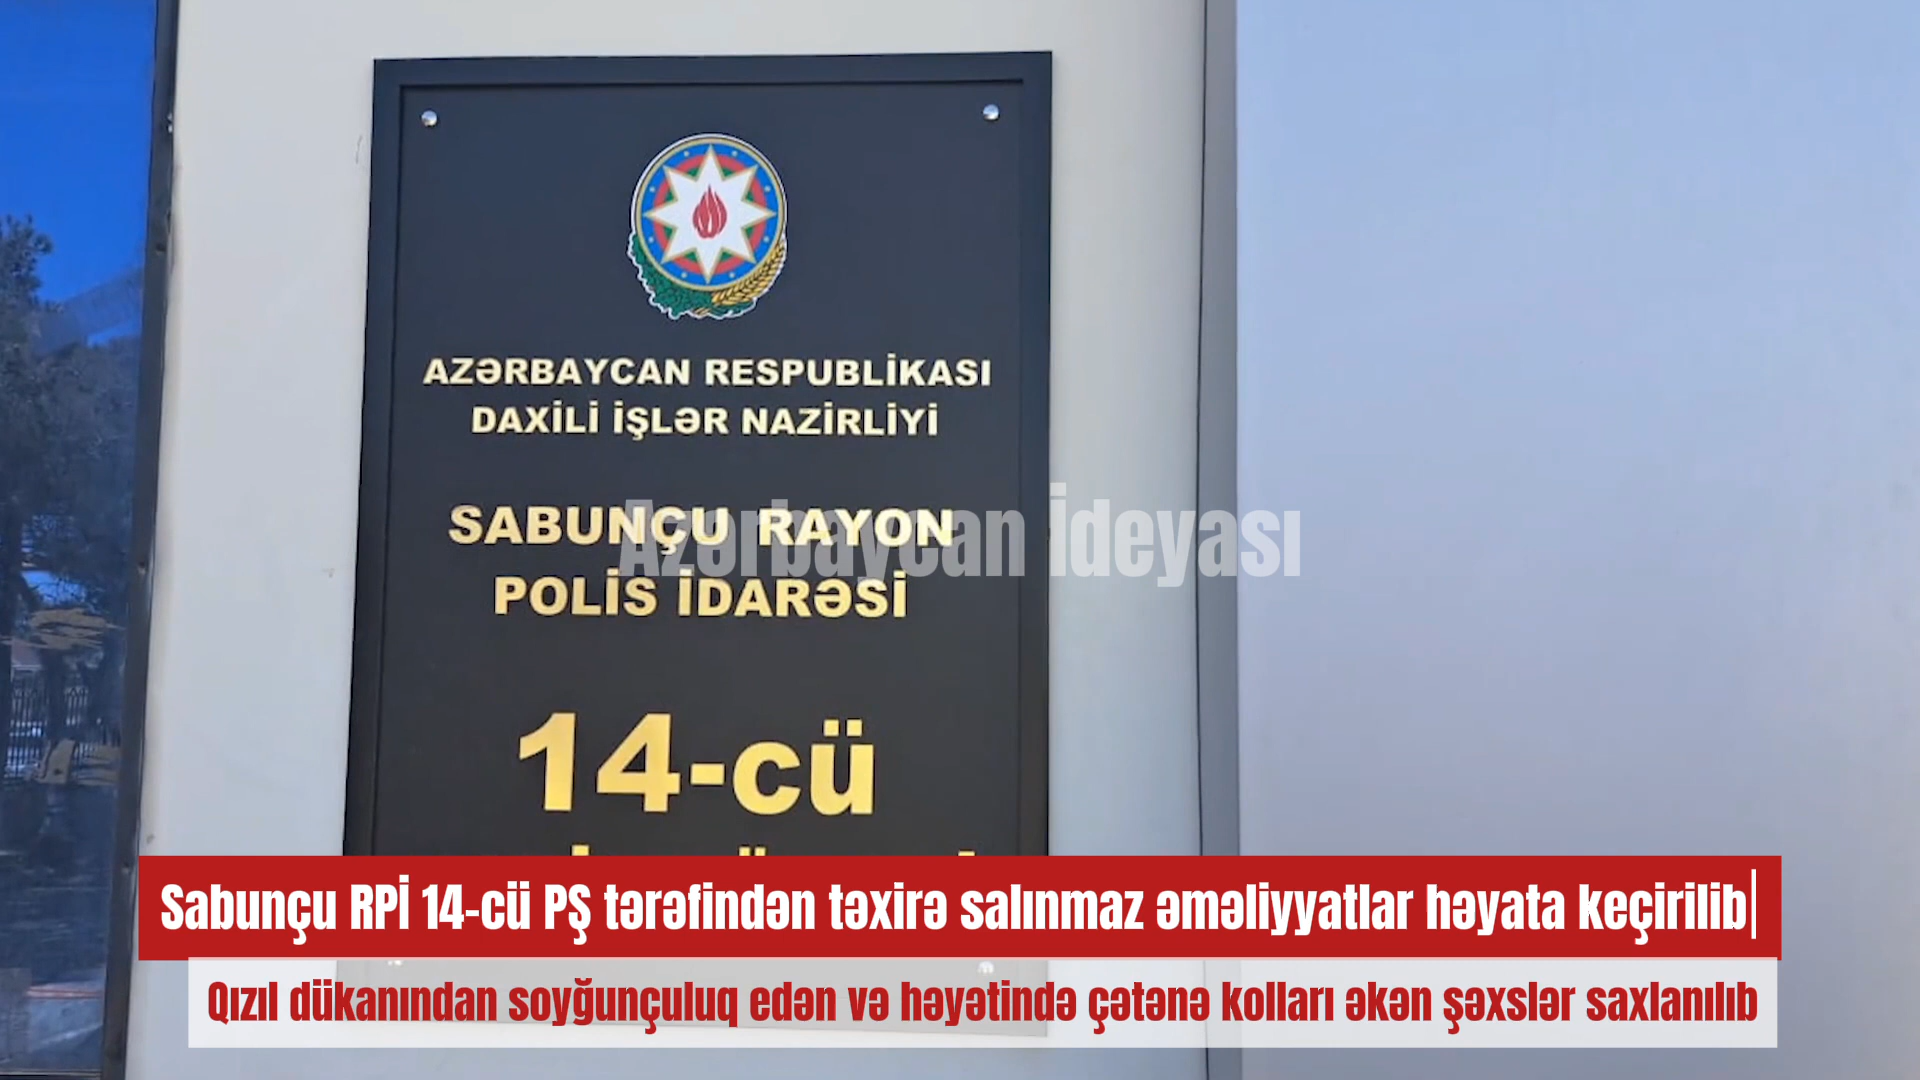 AZƏRBAYCAN RESPUBLİKASI
DAXİLİ İŞLƏR NAZİRLİYİ
SABUNÇU RAYON
POLİS İDARƏSİ
Azərbaycan İdeyası
14-cü
Sabunçu RPİ 14-cü PŞ tərəfindən təxirə salınmaz əməliyyatlar həyata keçirilib
Qızıl dükanından soyğunçuluq edən və həyətində çətənə kolları əkən şəxslər saxlanılıb